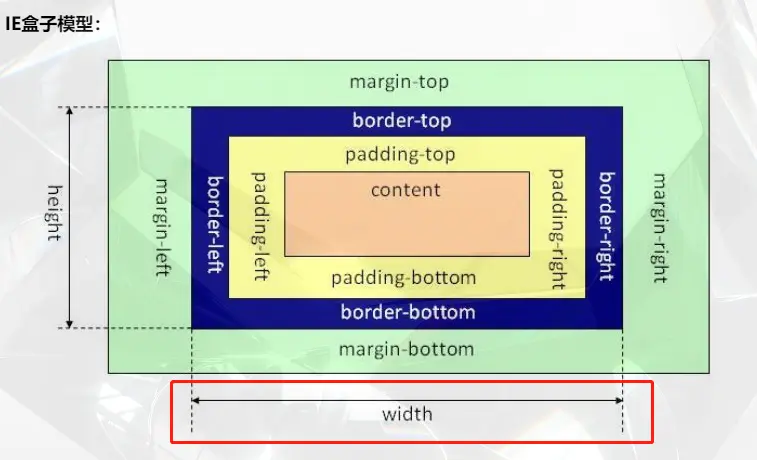 IE盒子模型：
margin-top
border-top
padding-top
content
height
margin-left
border-left
padding-left
padding-right
border-right
margin-right
padding-bottom
border-bottom
margin-bottom
width